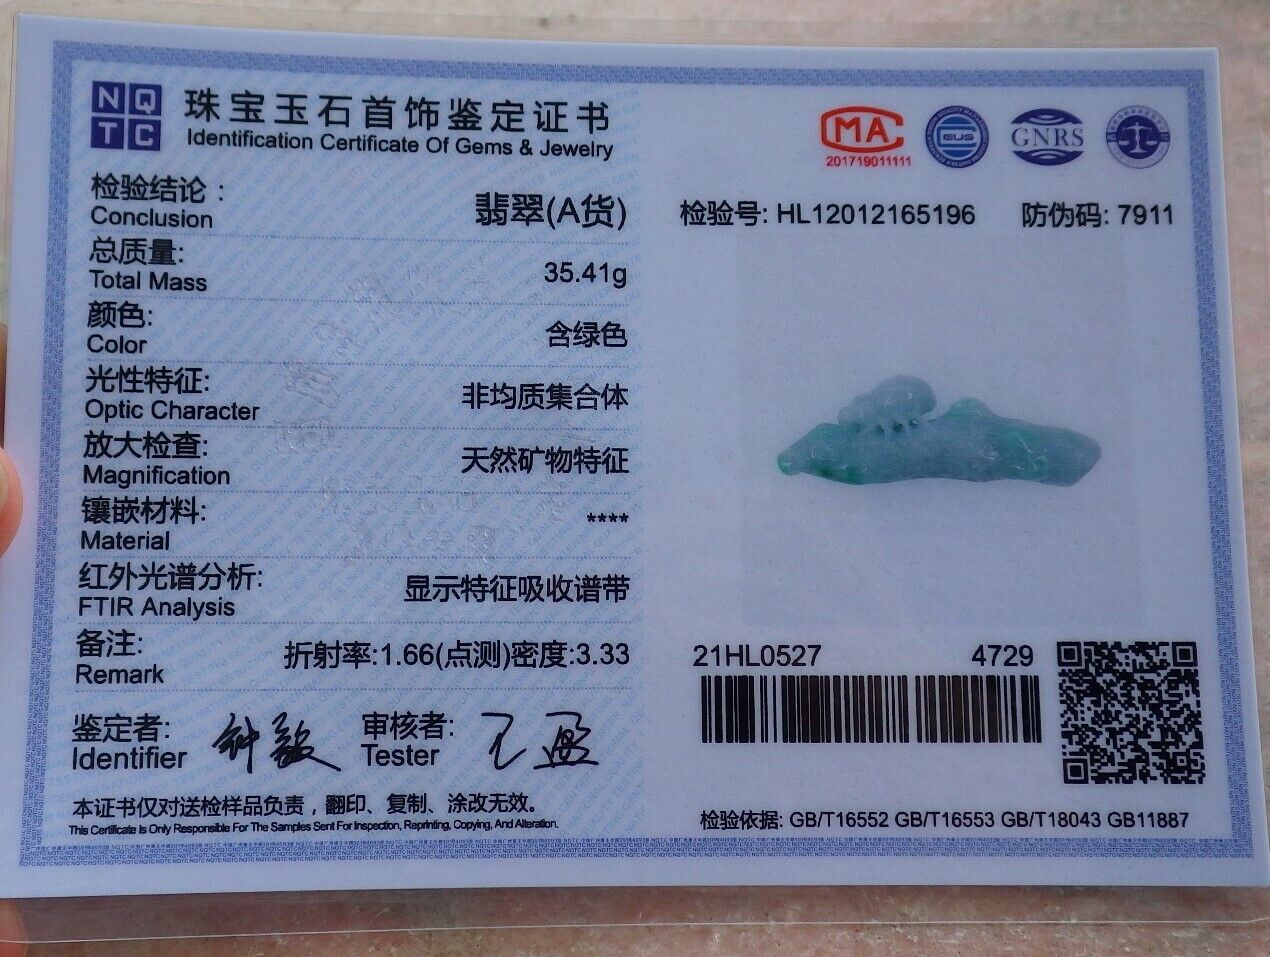 NQ
TC
珠宝玉石首饰鉴定证书
Identification Certificate Of Gems & Jewelry
MA
201719011111
EUS
GNRS
检验结论:
Conclusion
翡翠(A货)
总质量:
Total Mass
35.41g
颜色:
Color
含绿色
光性特征:
Optic Character
非均质集合体
放大检查:
Magnification
天然矿物特征
镶嵌材料:
Material
****
红外光谱分析:
FTIR Analysis
显示特征吸收谱带
备注:
Remark
折射率:1.66(点测)密度:3.33
鉴定者:
Identifier
审核者:
Tester
本证书仅对送检样品负责，翻印、复制、涂改无效。
This Certificate Is Only Responsible For The Samples Sent For Inspection, Reprinting, Copying, And Alteration.
检验号: HL12012165196 防伪码: 7911
21HL0527 4729
检验依据: GB/T16552 GB/T16553 GB/T18043 GB11887